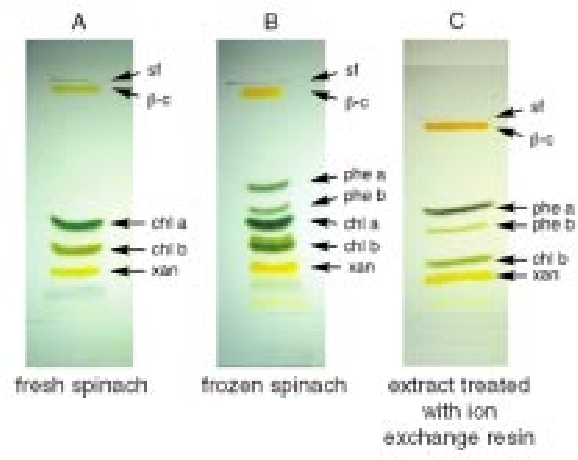 A
B
C
sf
β-c
chl a
chl b
xan
fresh spinach
sf
β-c
phe a
phe b
chl a
chl b
xan
frozen spinach
sf
β-c
phe a
phe b
chl b
xan
extract treated
with ion
exchange resin